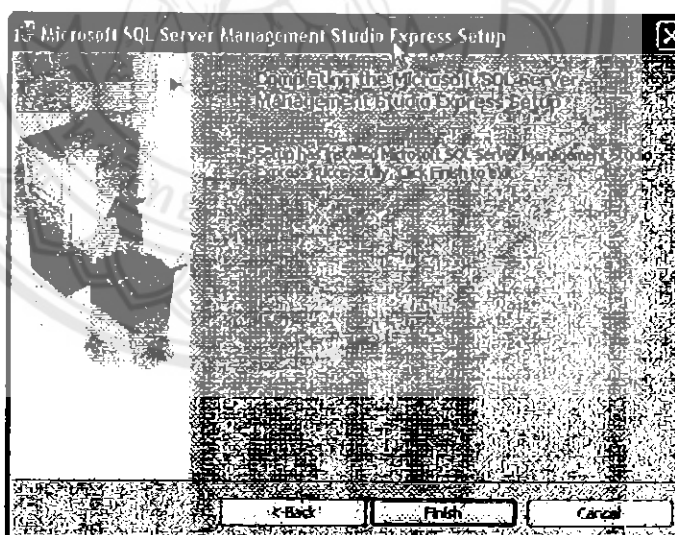 Microsoft SQL Server Management Studio Express Setup
Completing the Microsoft SQL Server
Management Studio Express Setup
Setup has installed Microsoft SQL Server Management Studio
Express successfully. Click Finish to exit.
< Back
Finish
Cancel